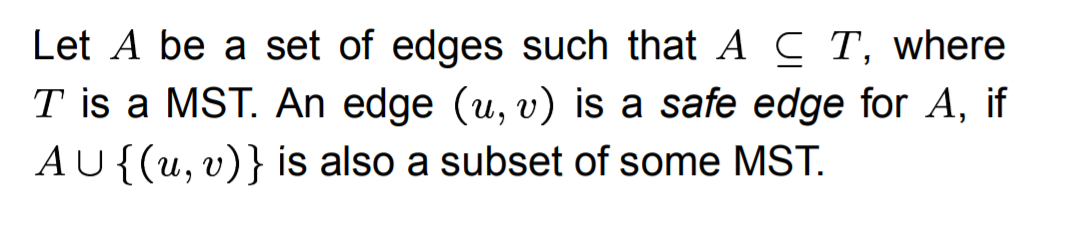 Let A be a set of edges such that A ⊆ T, where
T is a MST. An edge (u, v) is a safe edge for A, if
A ∪ {(u, v)} is also a subset of some MST.